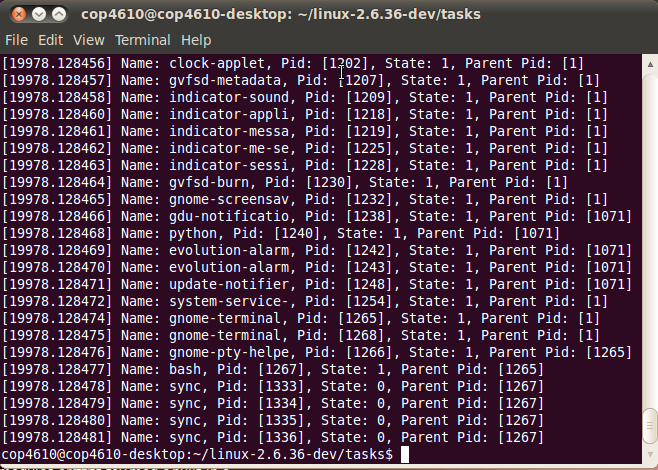 cop4610@cop4610-desktop: ~/linux-2.6.36-dev/tasks
File Edit View Terminal Help
[19978.128456] Name: clock-applet, Pid: [1202], State: 1, Parent Pid: [1]
[19978.128457] Name: gvfsd-metadata, Pid: [1207], State: 1, Parent Pid: [1]
[19978.128458] Name: indicator-sound, Pid: [1209], State: 1, Parent Pid: [1]
[19978.128460] Name: indicator-appli, Pid: [1218], State: 1, Parent Pid: [1]
[19978.128461] Name: indicator-messa, Pid: [1219], State: 1, Parent Pid: [1]
[19978.128462] Name: indicator-me-se, Pid: [1225], State: 1, Parent Pid: [1]
[19978.128463] Name: indicator-sessi, Pid: [1228], State: 1, Parent Pid: [1]
[19978.128464] Name: gvfsd-burn, Pid: [1230], State: 1, Parent Pid: [1]
[19978.128465] Name: gnome-screensav, Pid: [1232], State: 1, Parent Pid: [1]
[19978.128466] Name: gdu-notificatio, Pid: [1238], State: 1, Parent Pid: [1071]
[19978.128468] Name: python, Pid: [1240], State: 1, Parent Pid: [1071]
[19978.128469] Name: evolution-alarm, Pid: [1242], State: 1, Parent Pid: [1071]
[19978.128470] Name: evolution-alarm, Pid: [1243], State: 1, Parent Pid: [1071]
[19978.128471] Name: update-notifier, Pid: [1248], State: 1, Parent Pid: [1071]
[19978.128472] Name: system-service-, Pid: [1254], State: 1, Parent Pid: [1]
[19978.128474] Name: gnome-terminal, Pid: [1265], State: 1, Parent Pid: [1]
[19978.128475] Name: gnome-terminal, Pid: [1268], State: 1, Parent Pid: [1]
[19978.128476] Name: gnome-pty-helpe, Pid: [1266], State: 1, Parent Pid: [1265]
[19978.128477] Name: bash, Pid: [1267], State: 1, Parent Pid: [1265]
[19978.128478] Name: sync, Pid: [1333], State: 0, Parent Pid: [1267]
[19978.128479] Name: sync, Pid: [1334], State: 0, Parent Pid: [1267]
[19978.128480] Name: sync, Pid: [1335], State: 0, Parent Pid: [1267]
[19978.128481] Name: sync, Pid: [1336], State: 0, Parent Pid: [1267]
cop4610@cop4610-desktop:~/linux-2.6.36-dev/tasks$